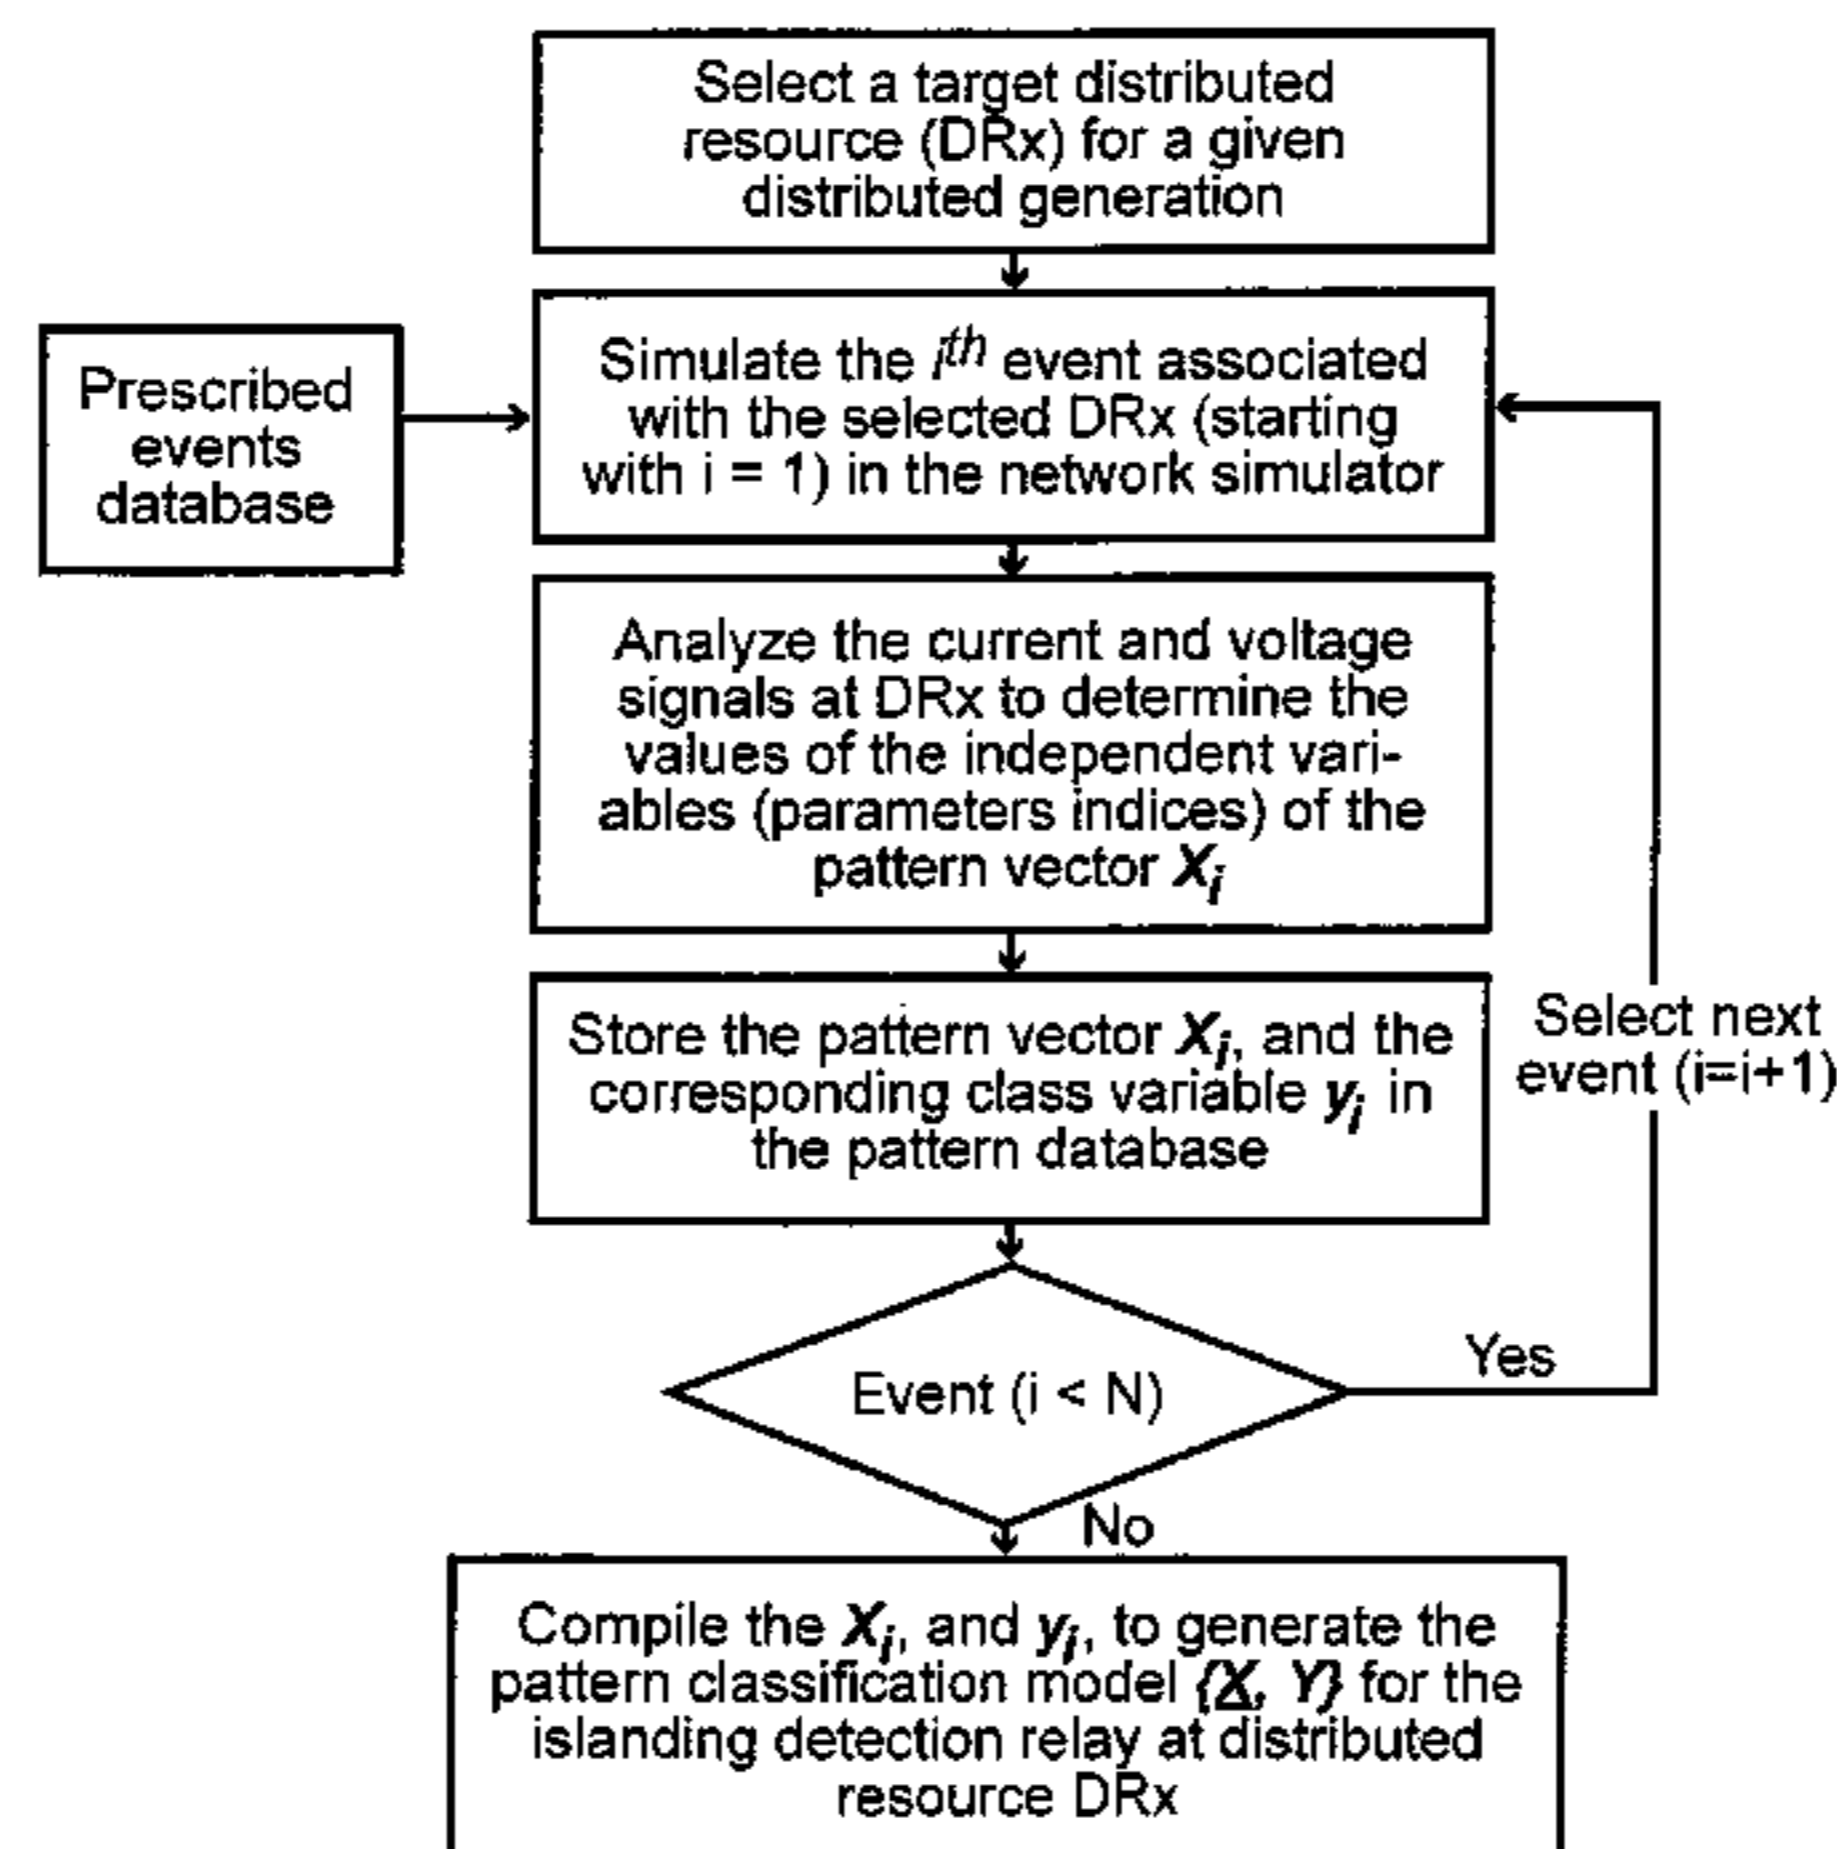 Select a target distributed
resource (DRx) for a given
distributed generation
Prescribed
events
database
Simulate the ith event associated
with the selected DRx (starting
with i = 1) in the network simulator
Analyze the current and voltage
signals at DRx to determine the
values of the independent vari-
ables (parameters indices) of the
pattern vector Xi
Store the pattern vector Xi, and the
corresponding class variable yi in
the pattern database
Select next
event (i=i+1)
Event (i < N)
Yes
No
Compile the Xi, and yi, to generate the
pattern classification model {X, Y} for the
islanding detection relay at distributed
resource DRx